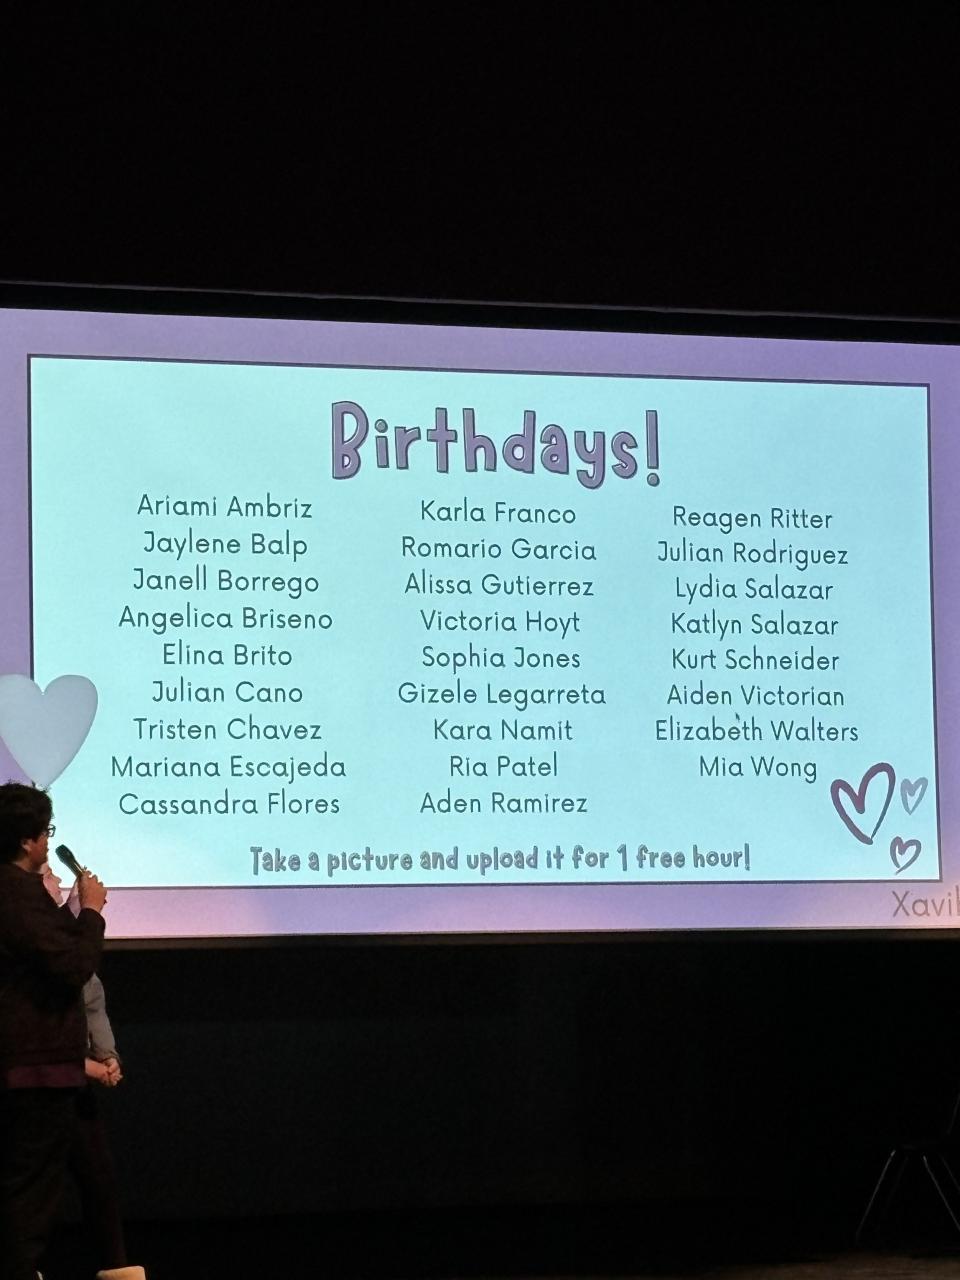 Birthdays!
Ariami Ambriz
Jaylene Balp
Janell Borrego
Angelica Briseno
Elina Brito
Julian Cano
Tristen Chavez
Mariana Escajeda
Cassandra Flores
Karla Franco
Romario Garcia
Alissa Gutierrez
Victoria Hoyt
Sophia Jones
Gizele Legarreta
Kara Namit
Ria Patel
Aden Ramirez
Reagen Ritter
Julian Rodriguez
Lydia Salazar
Katlyn Salazar
Kurt Schneider
Aiden Victorian
Elizabeth Walters
Mia Wong
Take a picture and upload it for 1 free hour!